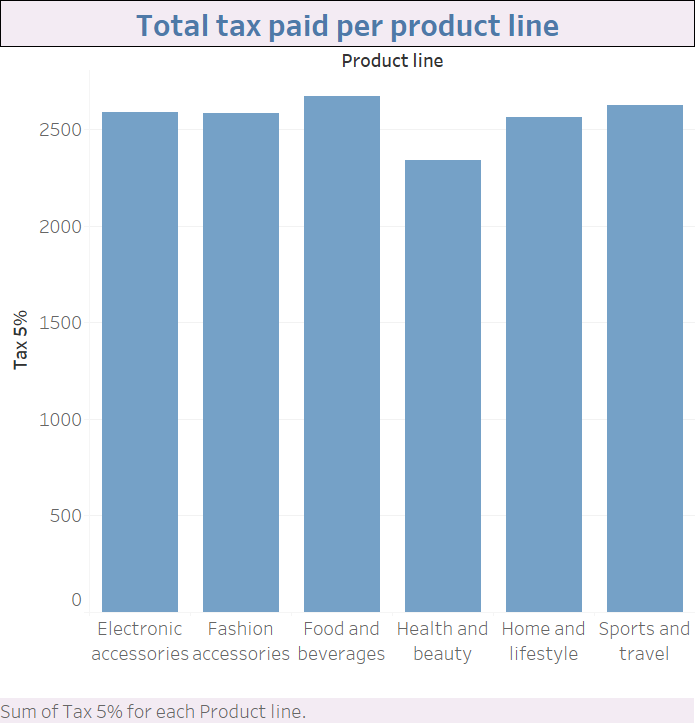 Total tax paid per product line
Product line
2500
2000
1500
1000
500
0
Tax 5%
Electronic accessories
Fashion accessories
Food and beverages
Health and beauty
Home and lifestyle
Sports and travel
Sum of Tax 5% for each Product line.